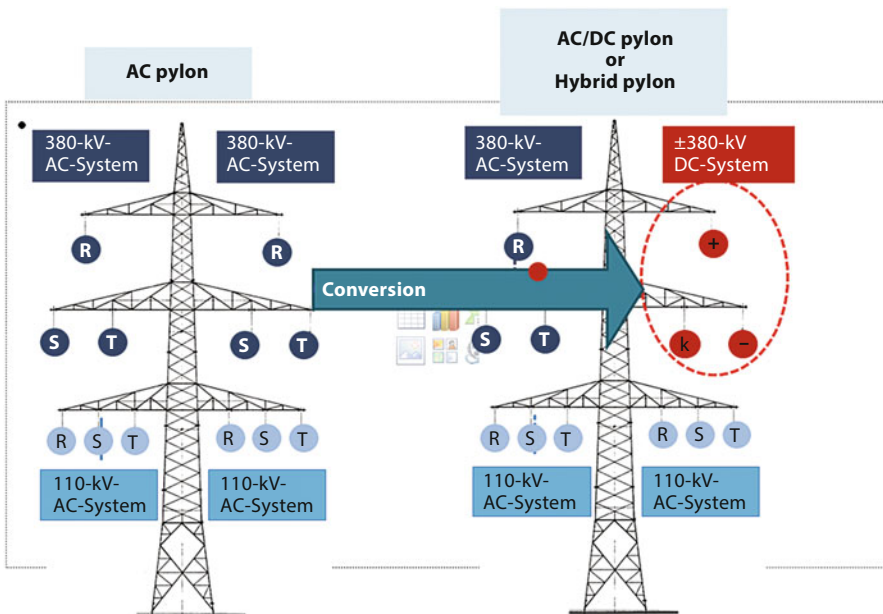 AC pylon
AC/DC pylon
or
Hybrid pylon
380-kV-
AC-System
380-kV-
AC-System
380-kV-
AC-System
±380-kV
DC-System
R
R
R
+
Conversion
S
T
S
T
S
T
k
−
R
S
T
R
S
T
R
S
T
R
S
T
110-kV-
AC-System
110-kV-
AC-System
110-kV-
AC-System
110-kV-
AC-System